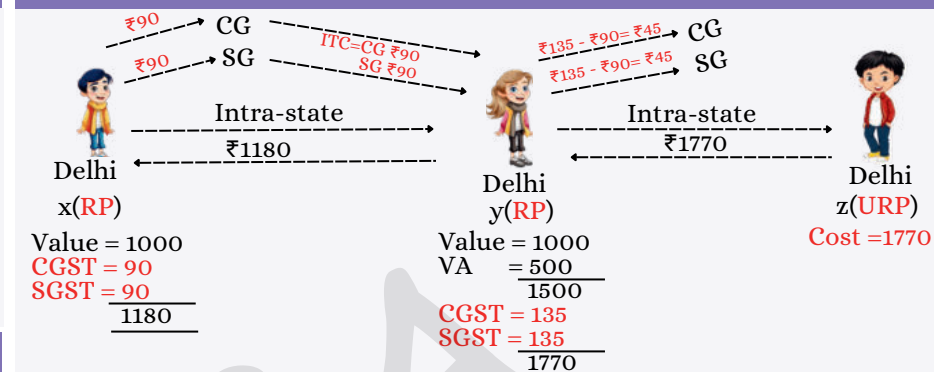 ₹90
CG
₹90
SG
ITC=CG ₹90
SG ₹90
₹135 - ₹90= ₹45
CG
₹135 - ₹90= ₹45
SG
Intra-state
₹1180
Intra-state
₹1770
Delhi
x(RP)
Value = 1000
CGST = 90
SGST = 90
1180
Delhi
y(RP)
Value = 1000
VA = 500
1500
CGST = 135
SGST = 135
1770
Delhi
z(URP)
Cost =1770